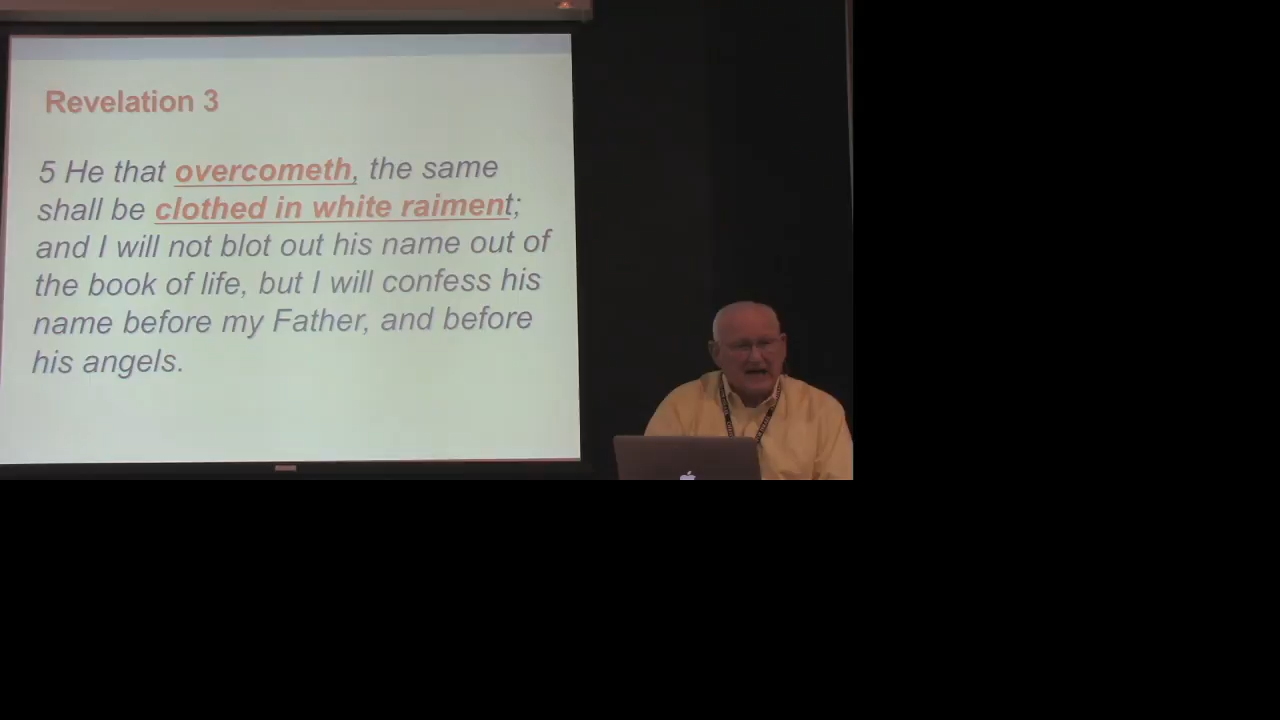 Revelation 3
5 He that overcometh, the same
shall be clothed in white raiment;
and I will not blot out his name out of
the book of life, but I will confess his
name before my Father, and before
his angels.